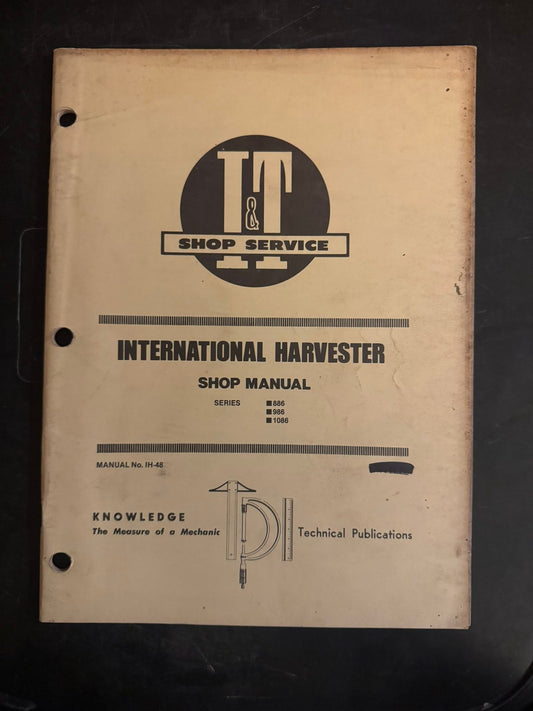 I&T
SHOP SERVICE
INTERNATIONAL HARVESTER
SHOP MANUAL
SERIES ■886
■986
■1086
MANUAL No. IH-48
KNOWLEDGE
The Measure of a Mechanic
TPI
Technical Publications